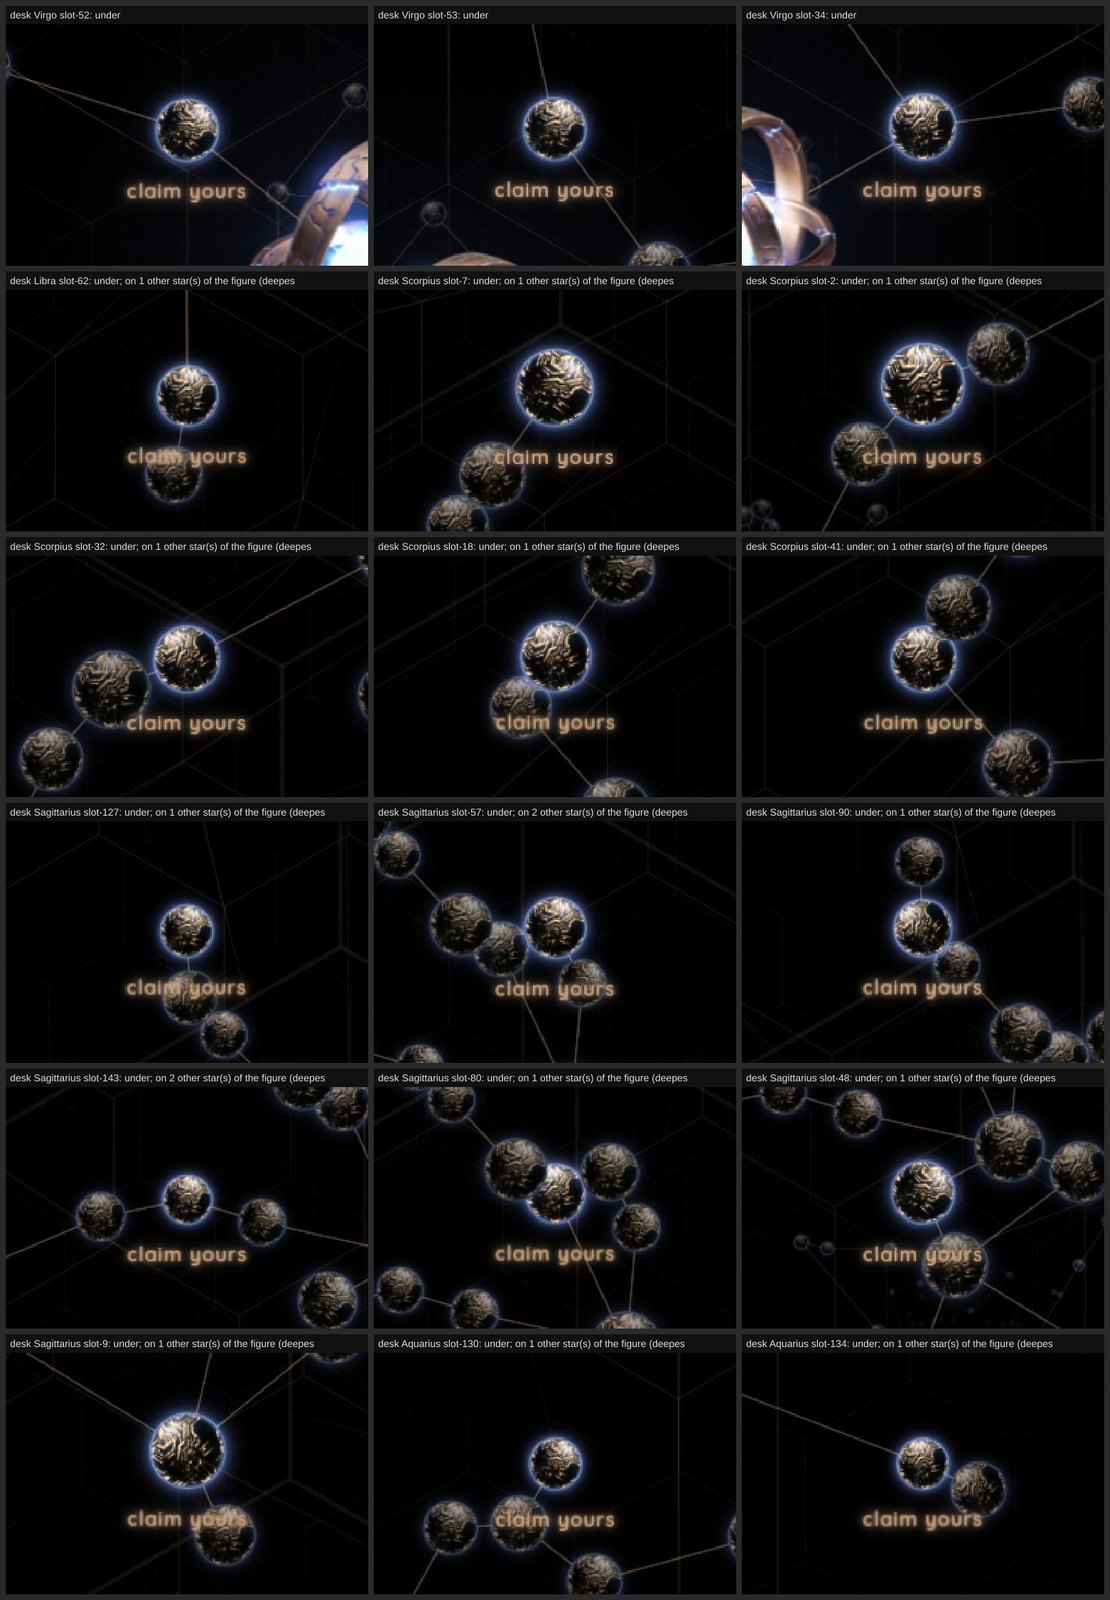 desk Virgo slot-52: under
desk Virgo slot-53: under
desk Virgo slot-34: under
claim yours
claim yours
claim yours
desk Libra slot-62: under; on 1 other star(s) of the figure (deepes
desk Scorpius slot-7: under; on 1 other star(s) of the figure (deepes
desk Scorpius slot-2: under; on 1 other star(s) of the figure (deepes
claim yours
claim yours
claim yours
desk Scorpius slot-32: under; on 1 other star(s) of the figure (deepes
desk Scorpius slot-18: under; on 1 other star(s) of the figure (deepes
desk Scorpius slot-41: under; on 1 other star(s) of the figure (deepes
claim yours
claim yours
claim yours
desk Sagittarius slot-127: under; on 1 other star(s) of the figure (deepes
desk Sagittarius slot-57: under; on 2 other star(s) of the figure (deepes
desk Sagittarius slot-90: under; on 1 other star(s) of the figure (deepes
claim yours
claim yours
claim yours
desk Sagittarius slot-143: under; on 2 other star(s) of the figure (deepes
desk Sagittarius slot-80: under; on 1 other star(s) of the figure (deepes
desk Sagittarius slot-48: under; on 1 other star(s) of the figure (deepes
claim yours
claim yours
claim yours
desk Sagittarius slot-9: under; on 1 other star(s) of the figure (deepes
desk Aquarius slot-130: under; on 1 other star(s) of the figure (deepes
desk Aquarius slot-134: under; on 1 other star(s) of the figure (deepes
claim yours
claim yours
claim yours